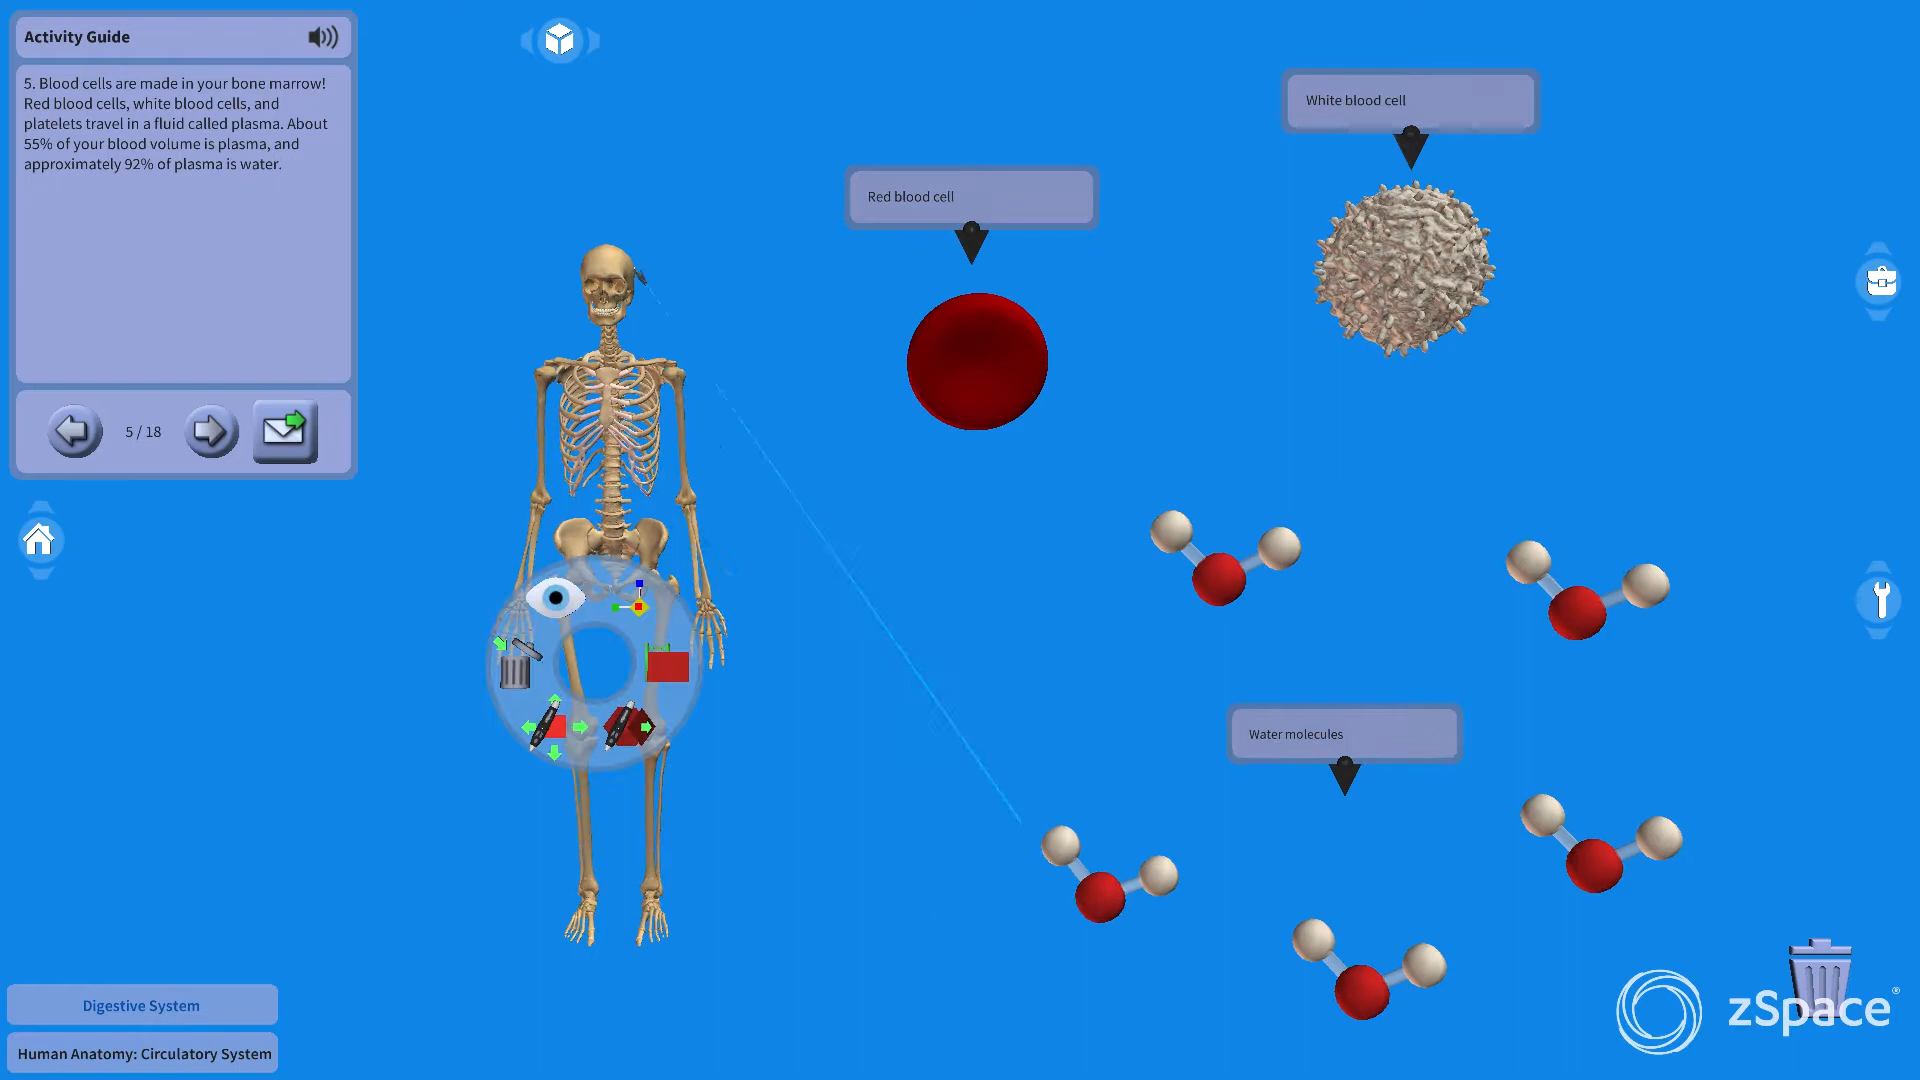 Activity Guide
5. Blood cells are made in your bone marrow!
Red blood cells, white blood cells, and
platelets travel in a fluid called plasma. About
55% of your blood volume is plasma, and
approximately 92% of plasma is water.
5 / 18
White blood cell
Red blood cell
Water molecules
Digestive System
Human Anatomy: Circulatory System
zSpace®